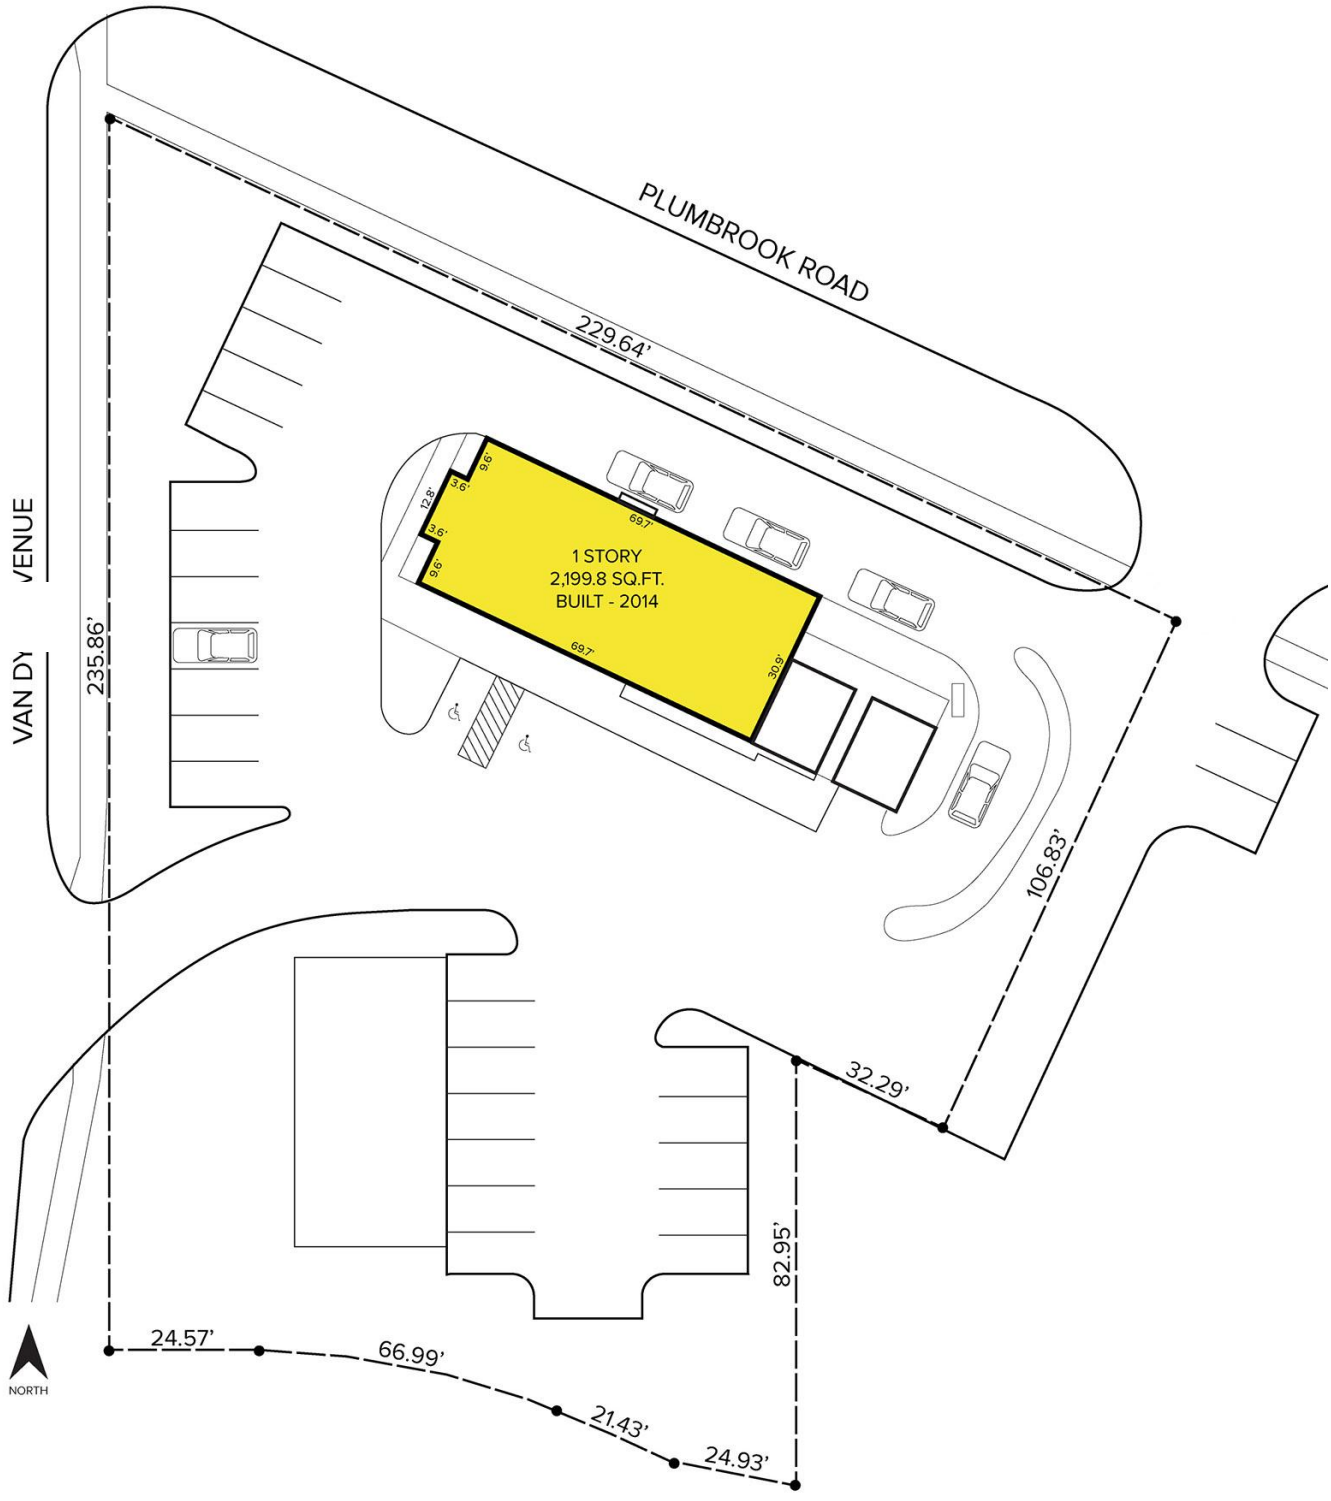 PLUMBROOK ROAD
229.64’
VAN DY
VENUE
235.86’
9.6'
3.6'
12.8'
3.6'
9.6'
69.7'
1 STORY
2,199.8 SQ.FT.
BUILT - 2014
69.7'
30.9'
106.83’
32.29’
82.95’
24.57’
66.99’
21.43’
24.93’
NORTH